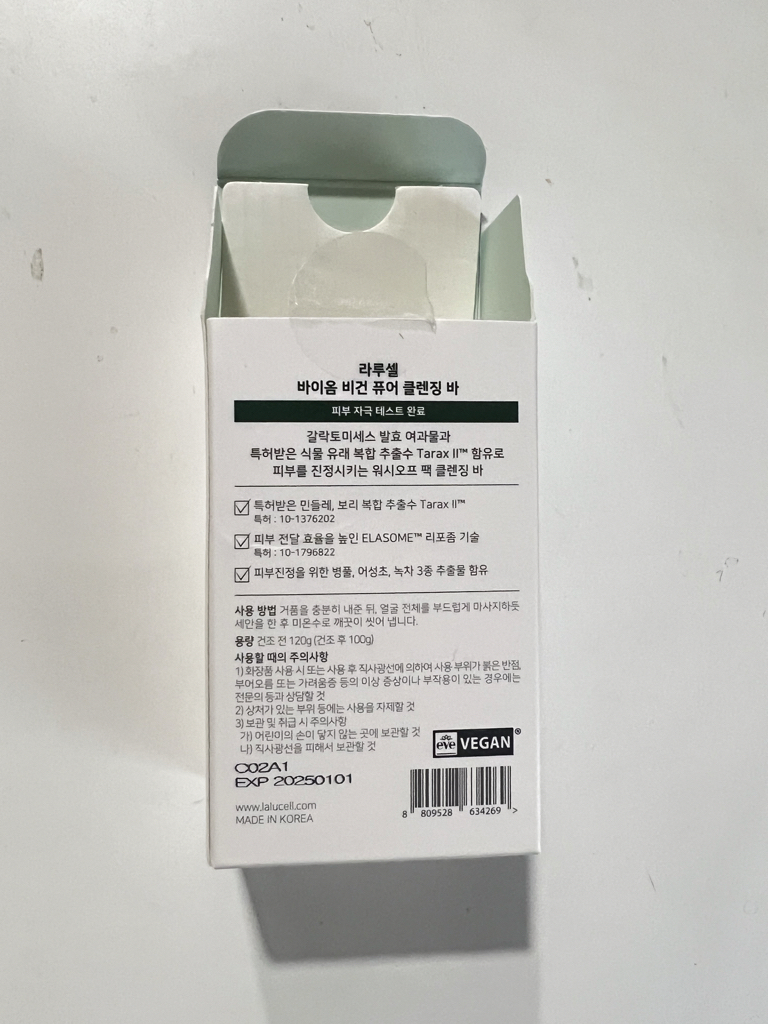 라루셀
바이옴 비건 퓨어 클렌징 바
피부 자극 테스트 완료
갈락토미세스 발효 여과물과
특허받은 식물 유래 복합 추출수 Tarax II™ 함유로
피부를 진정시키는 워시오프 팩 클렌징 바
특허받은 민들레, 보리 복합 추출수 Tarax II™
특허 : 10-1376202
피부 전달 효율을 높인 ELASOME™ 리포좀 기술
특허 : 10-1796822
피부진정을 위한 병풀, 어성초, 녹차 3종 추출물 함유
사용 방법 거품을 충분히 내준 뒤, 얼굴 전체를 부드럽게 마사지하듯
세안을 한 후 미온수로 깨끗이 씻어 냅니다.
용량 건조 전 120g (건조 후 100g)
사용할 때의 주의사항
1) 화장품 사용 시 또는 사용 후 직사광선에 의하여 사용 부위가 붉은 반점,
부어오름 또는 가려움증 등의 이상 증상이나 부작용이 있는 경우에는
전문의 등과 상담할 것
2) 상처가 있는 부위 등에는 사용을 자제할 것
3) 보관 및 취급 시 주의사항
가) 어린이의 손이 닿지 않는 곳에 보관할 것
나) 직사광선을 피해서 보관할 것
eve VEGAN®
C02A1
EXP 20250101
www.lalucell.com
MADE IN KOREA
8 809528 634269 >